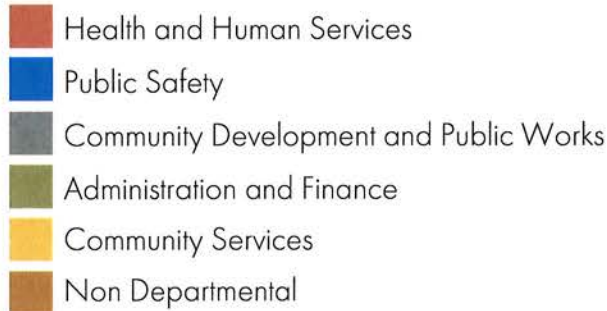 Health and Human Services
Public Safety
Community Development and Public Works
Administration and Finance
Community Services
Non Departmental